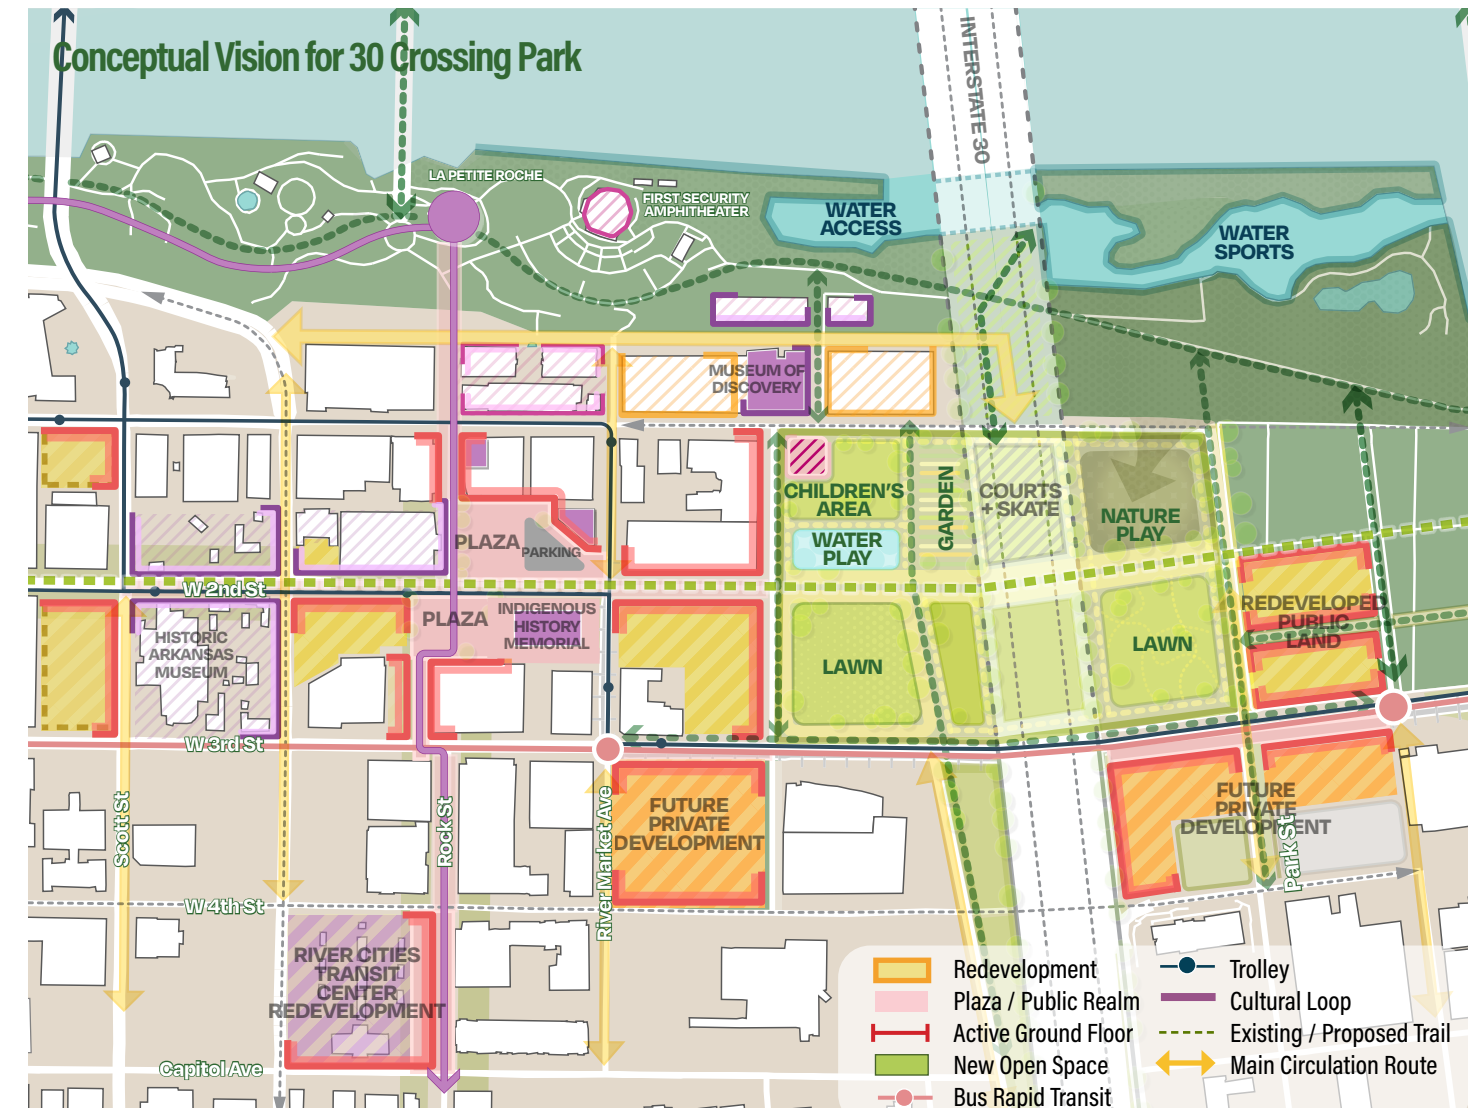 Conceptual Vision for 30 Crossing Park
INTERSTATE 30
LA PETITE ROCHE
FIRST SECURITY
AMPHITHEATER
WATER
ACCESS
WATER
SPORTS
MUSEUM OF
DISCOVERY
CHILDREN'S
AREA
WATER
PLAY
GARDEN
COURTS
+ SKATE
NATURE
PLAY
PLAZA
PARKING
W 2nd St
PLAZA
INDIGENOUS
HISTORY
MEMORIAL
HISTORIC
ARKANSAS
MUSEUM
LAWN
LAWN
REDEVELOPED
PUBLIC
LAND
W 3rd St
Scott St
Rock St
River Market Ave
FUTURE
PRIVATE
DEVELOPMENT
FUTURE
PRIVATE
DEVELOPMENT
Park St
W 4th St
RIVER CITIES
TRANSIT
CENTER
REDEVELOPMENT
Capitol Ave
Redevelopment
Plaza / Public Realm
Active Ground Floor
New Open Space
Bus Rapid Transit
Trolley
Cultural Loop
Existing / Proposed Trail
Main Circulation Route